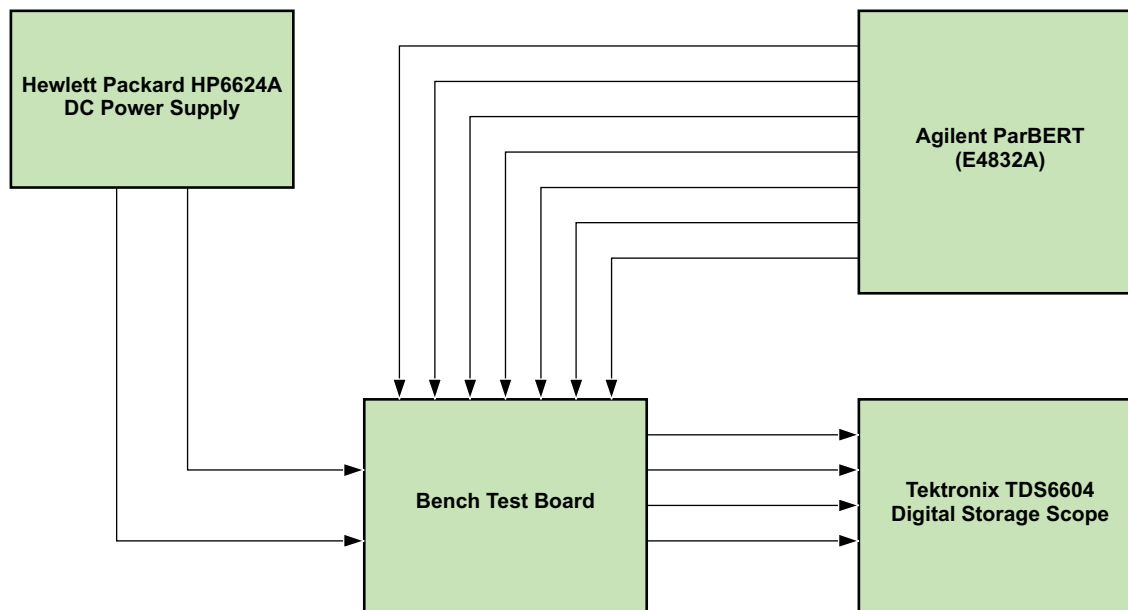 Hewlett Packard HP6624A
DC Power Supply
Agilent ParBERT
(E4832A)
Bench Test Board
Tektronix TDS6604
Digital Storage Scope